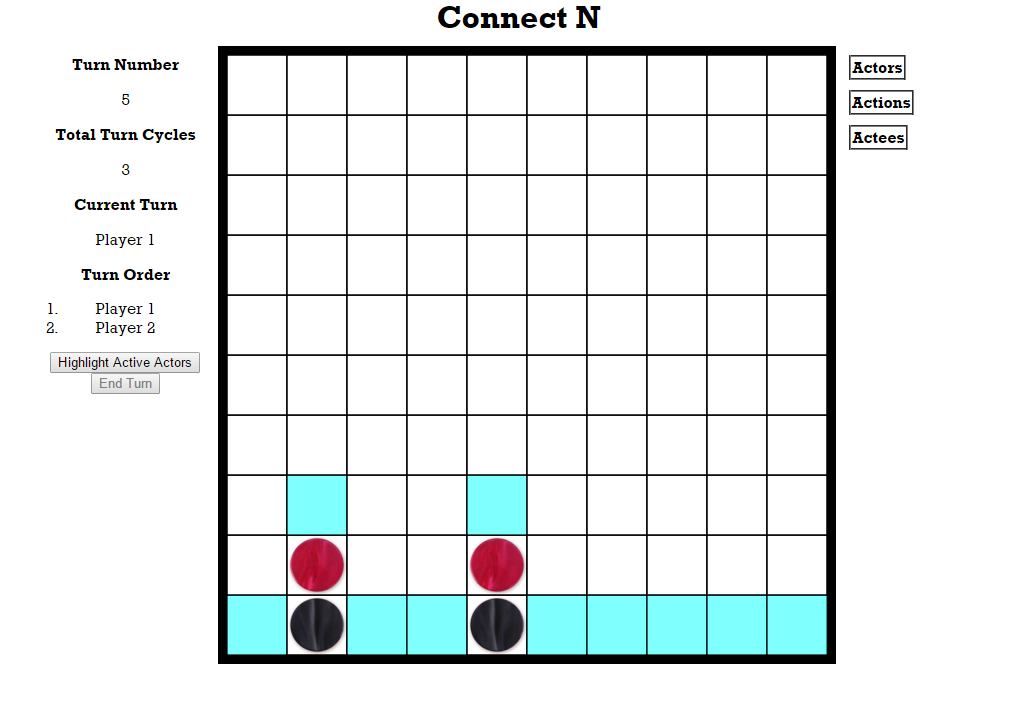 Connect N
Turn Number
5
Total Turn Cycles
3
Current Turn
Player 1
Turn Order
1. Player 1
2. Player 2
Highlight Active Actors
End Turn
Actors
Actions
Actees